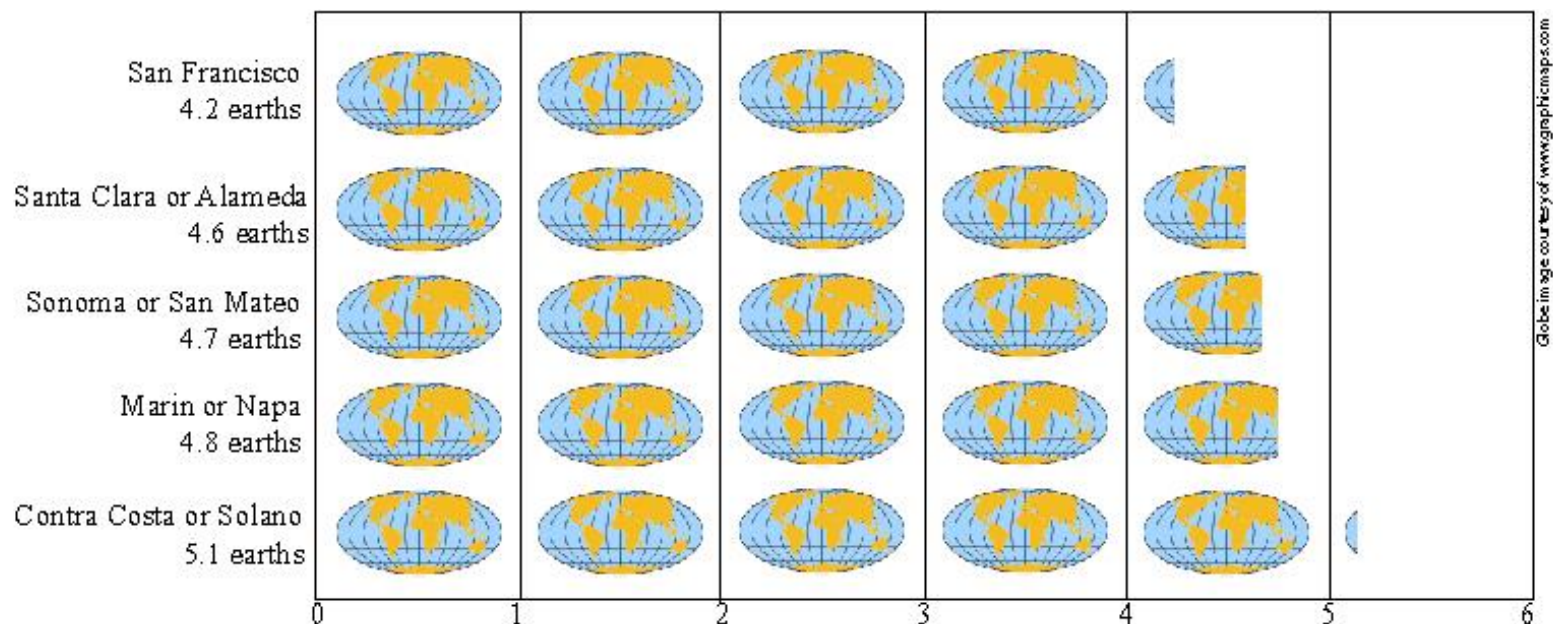 San Francisco
4.2 earths
Santa Clara or Alameda
4.6 earths
Sonoma or San Mateo
4.7 earths
Marin or Napa
4.8 earths
Contra Costa or Solano
5.1 earths
0 1 2 3 4 5 6
Globe image courtesy of www.graphicmaps.com